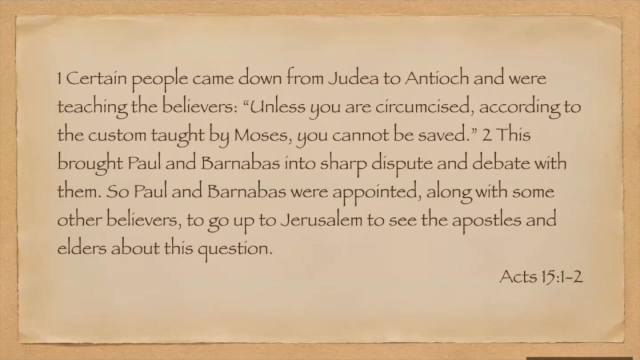 1 Certain people came down from Judea to Antioch and were
teaching the believers: “Unless you are circumcised, according to
the custom taught by Moses, you cannot be saved.” 2 This
brought Paul and Barnabas into sharp dispute and debate with
them. So Paul and Barnabas were appointed, along with some
other believers, to go up to Jerusalem to see the apostles and
elders about this question.
Acts 15:1-2